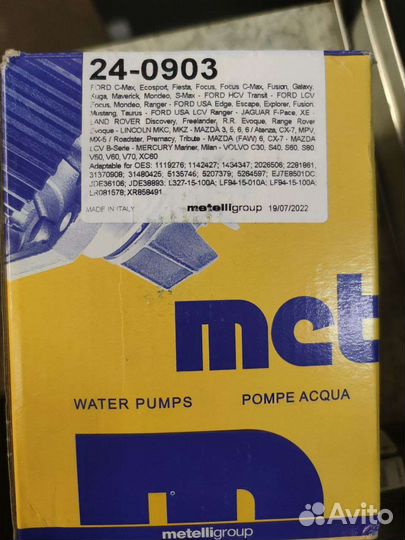 24-0903
FORD C-Max, Ecosport, Fiesta, Focus, Focus C-Max, Fusion, Galaxy,
Kuga, Maverick, Mondeo, S-Max - FORD HCV Transit - FORD LCV
Focus, Mondeo, Ranger - FORD USA Edge, Escape, Explorer, Fusion,
Mustang, Taurus - FORD USA LCV Ranger - JAGUAR F-Pace, XE -
LAND ROVER Discovery, Freelander, R.R. Evoque, Range Rover
Evoque - LINCOLN MKC, MKZ - MAZDA 3, 5, 6, 6 / Atenza, CX-7, MPV,
MX-5 / Roadster, Premacy, Tribute - MAZDA (FAW) 6, CX-7 - MAZDA
LCV B-Serie - MERCURY Mariner, Milan - VOLVO C30, S40, S60, S80,
V50, V60, V70, XC60
Adaptable for OES: 1119276; 1142427; 1434347; 2026506; 2281861;
31370908; 31480425; 5135746; 5207379; 5264597; EJ7E8501DC;
JDE36106; JDE38893; L327-15-100A; LF94-15-010A; LF94-15-100A;
LR081578; XR858491
MADE IN ITALY metelligroup 19/07/2022
met
WATER PUMPS POMPE ACQUA
m
metelligroup
Avito